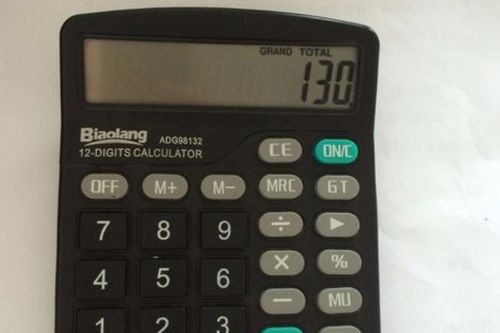 GRAND TOTAL
130
Biaolang ADG98132
12-DIGITS CALCULATOR
CE ON/C
OFF M+ M- MRC GT
7 8 9 ÷ ▶
4 5 6 × %
1 2 3 − MU